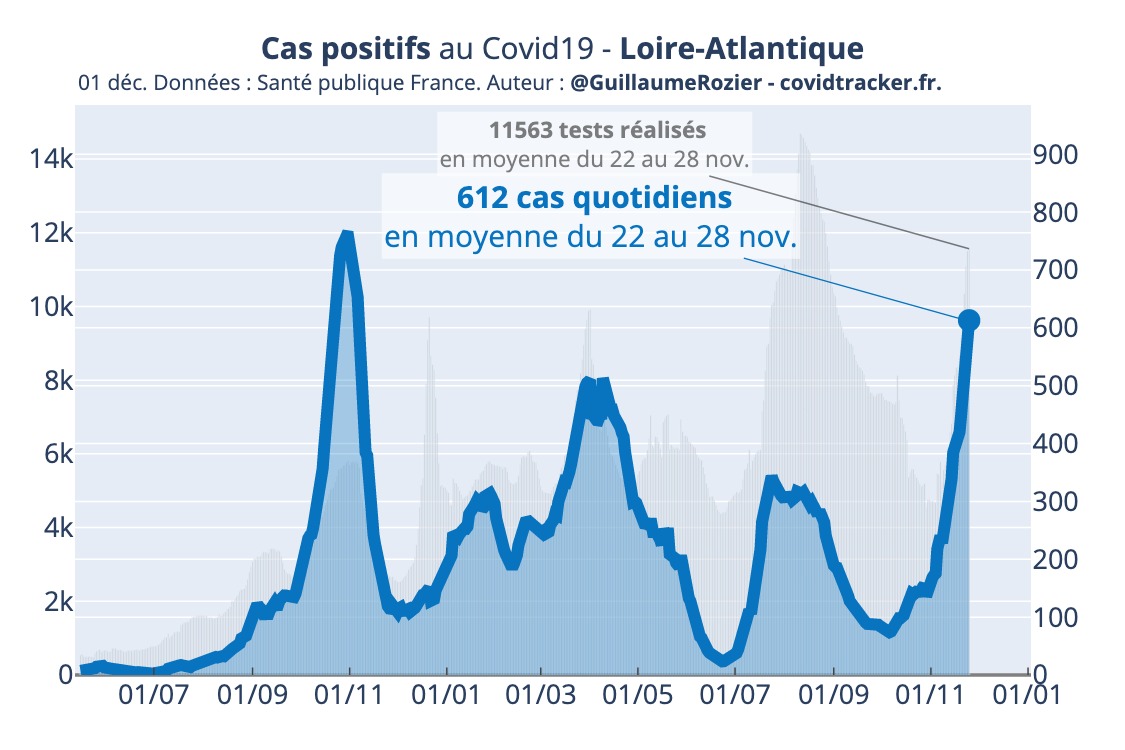 Cas positifs au Covid19 - Loire-Atlantique
01 déc. Données : Santé publique France. Auteur : @GuillaumeRozier - covidtracker.fr.
11563 tests réalisés
en moyenne du 22 au 28 nov.
612 cas quotidiens
en moyenne du 22 au 28 nov.
14k
12k
10k
8k
6k
4k
2k
0
900
800
700
600
500
400
300
200
100
0
01/07 01/09 01/11 01/01 01/03 01/05 01/07 01/09 01/11 01/01